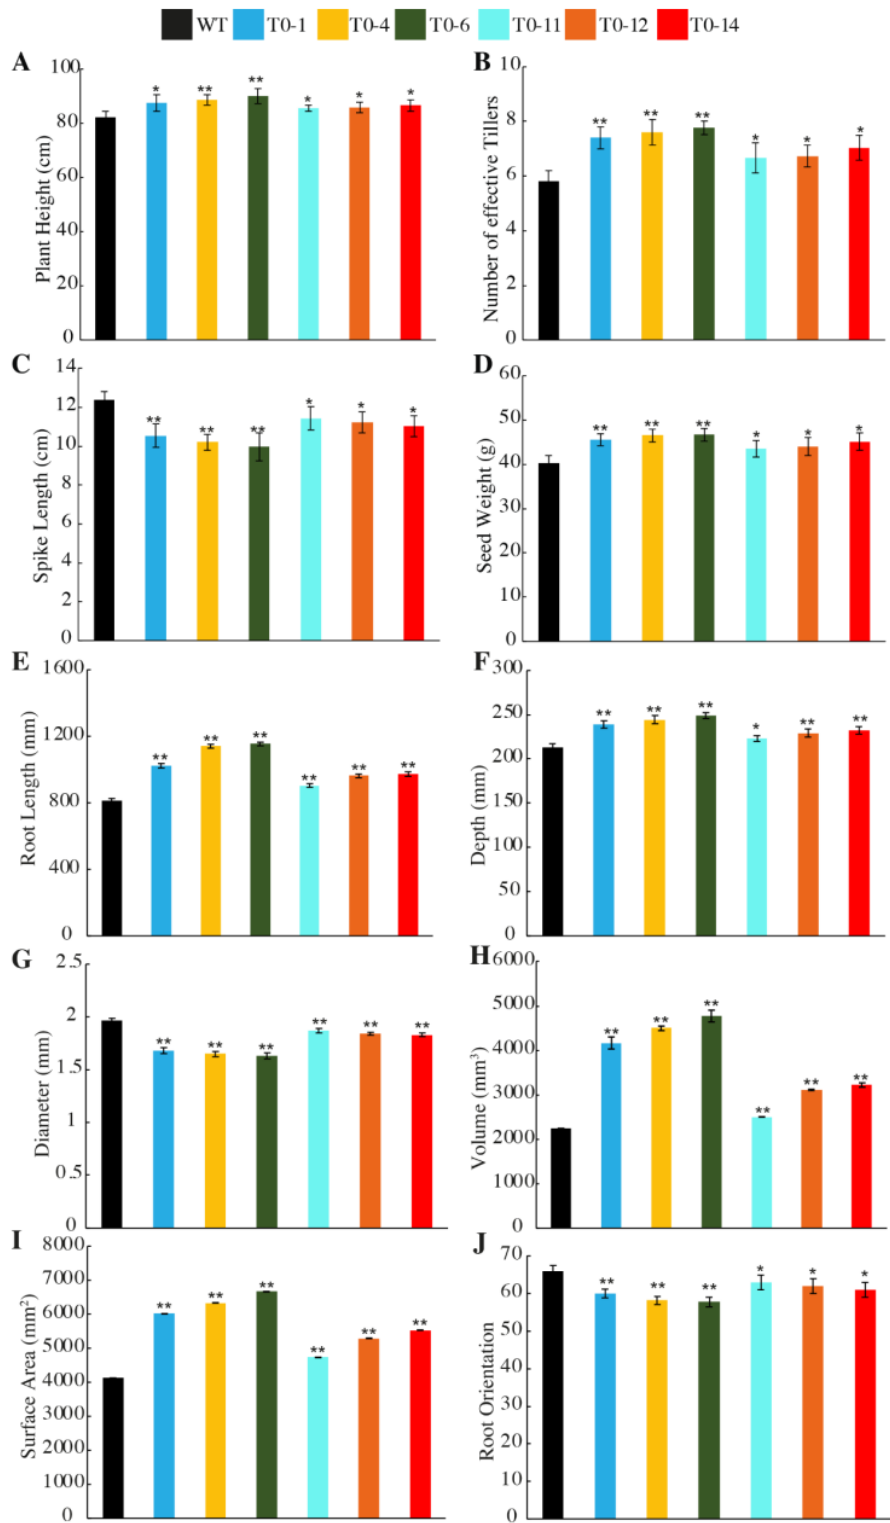 WT T0-1 T0-4 T0-6 T0-11 T0-12 T0-14
A
Plant Height (cm)
100
80
60
40
20
0
* ** ** * * *
B
Number of effective Tillers
10
8
6
4
2
0
** ** ** * * *
C
Spike Length (cm)
14
12
10
8
6
4
2
0
** ** ** * * *
D
Seed Weight (g)
60
50
40
30
20
10
0
** ** ** * * *
E
Root Length (mm)
1600
1200
800
400
0
** ** ** ** ** **
F
Depth (mm)
300
250
200
150
100
50
0
** ** ** * ** **
G
Diameter (mm)
2.5
2
1.5
1
0.5
0
** ** ** ** ** **
H
Volume (mm³)
6000
5000
4000
3000
2000
1000
0
** ** ** ** ** **
I
Surface Area (mm²)
8000
7000
6000
5000
4000
3000
2000
1000
0
** ** ** ** ** **
J
Root Orientation
70
60
50
40
30
20
10
0
** ** ** * * *